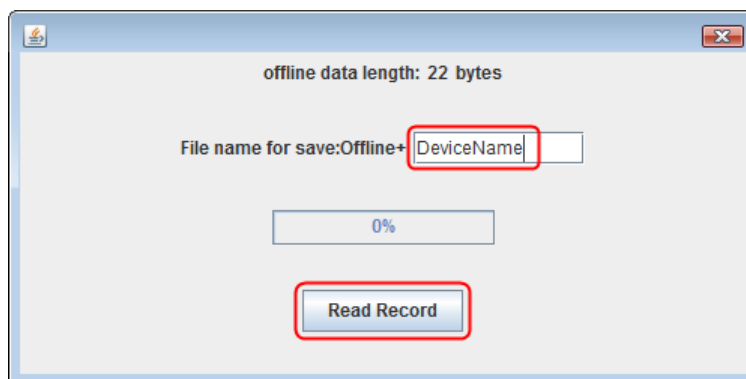 offline data length: 22 bytes
File name for save:Offline+ DeviceName
0%
Read Record